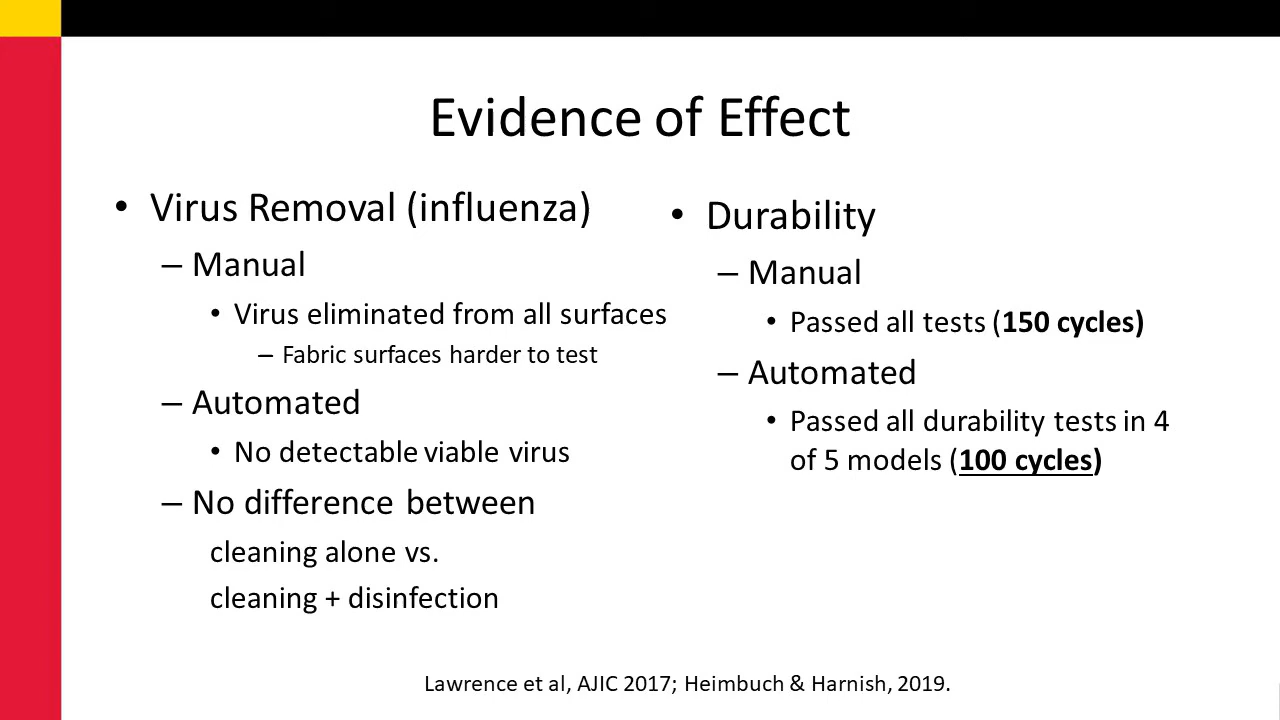 Evidence of Effect
• Virus Removal (influenza)
– Manual
• Virus eliminated from all surfaces
– Fabric surfaces harder to test
– Automated
• No detectable viable virus
– No difference between
cleaning alone vs.
cleaning + disinfection
• Durability
– Manual
• Passed all tests (150 cycles)
– Automated
• Passed all durability tests in 4
of 5 models (100 cycles)
Lawrence et al, AJIC 2017; Heimbuch & Harnish, 2019.